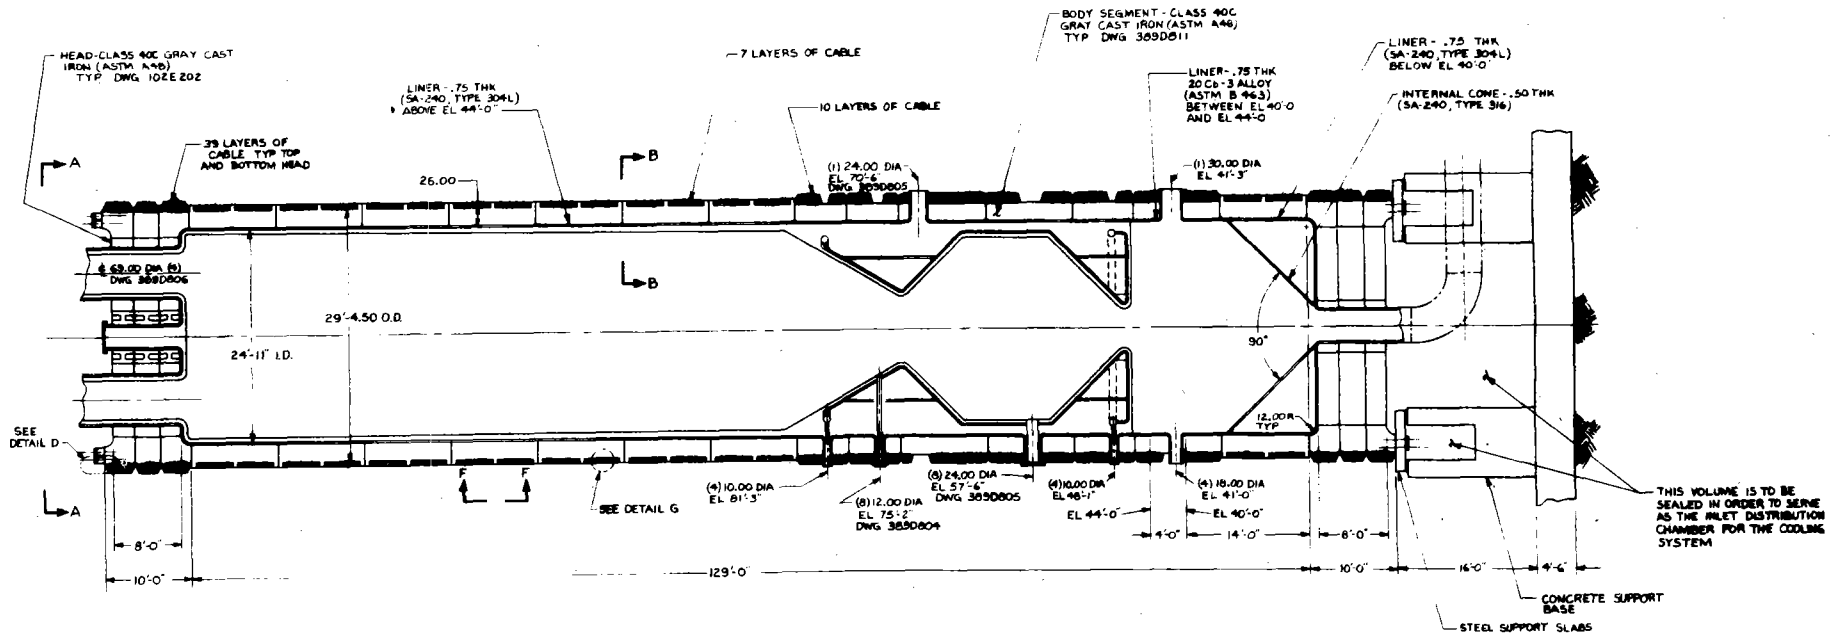 BODY SEGMENT - CLASS 40C
GRAY CAST IRON (ASTM A48)
TYP DWG 389D811
HEAD-CLASS 40C GRAY CAST
IRON (ASTM A48)
TYP DWG 102E202
7 LAYERS OF CABLE
LINER - .75 THK
(SA-240, TYPE 304L)
BELOW EL 40'-0"
LINER - .75 THK
(SA-240, TYPE 304L)
ABOVE EL 44'-0"
10 LAYERS OF CABLE
LINER - .75 THK
20 Cb-3 ALLOY
(ASTM B 463)
BETWEEN EL 40'-0
AND EL 44'-0
INTERNAL CONE - .50 THK
(SA-240, TYPE 316)
39 LAYERS OF
CABLE TYP TOP
AND BOTTOM HEAD
A
B
26.00
(1) 24.00 DIA
EL 70'-6"
DWG 389D805
(1) 30.00 DIA
EL 41'-3"
69.00 DIA (6)
DWG 389D806
B
29'-4.50 O.D.
24'-11" I.D.
90°
12.00 R
TYP
SEE
DETAIL D
A
F
F
SEE DETAIL G
(4) 10.00 DIA
EL 81'-3"
(8) 12.00 DIA
EL 75'-2"
DWG 389D804
(8) 24.00 DIA
EL 57'-6"
DWG 389D805
(4) 10.00 DIA
EL 48'-1"
(4) 18.00 DIA
EL 41'-0"
EL 44'-0"
EL 40'-0"
THIS VOLUME IS TO BE
SEALED IN ORDER TO SERVE
AS THE INLET DISTRIBUTION
CHAMBER FOR THE COOLING
SYSTEM
8'-0"
4'-0"
14'-0"
8'-0"
10'-0"
129'-0"
10'-0"
16'-0"
4'-6"
CONCRETE SUPPORT
BASE
STEEL SUPPORT SLABS